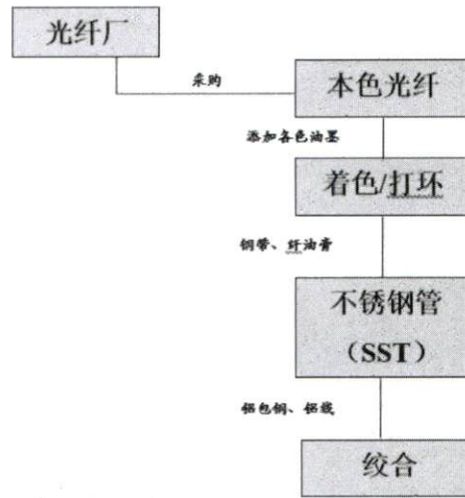 光纤厂
采购
本色光纤
添加各色油墨
着色/打环
钢带、纤油膏
不锈钢管
（SST）
铝包钢、铝线
绞合